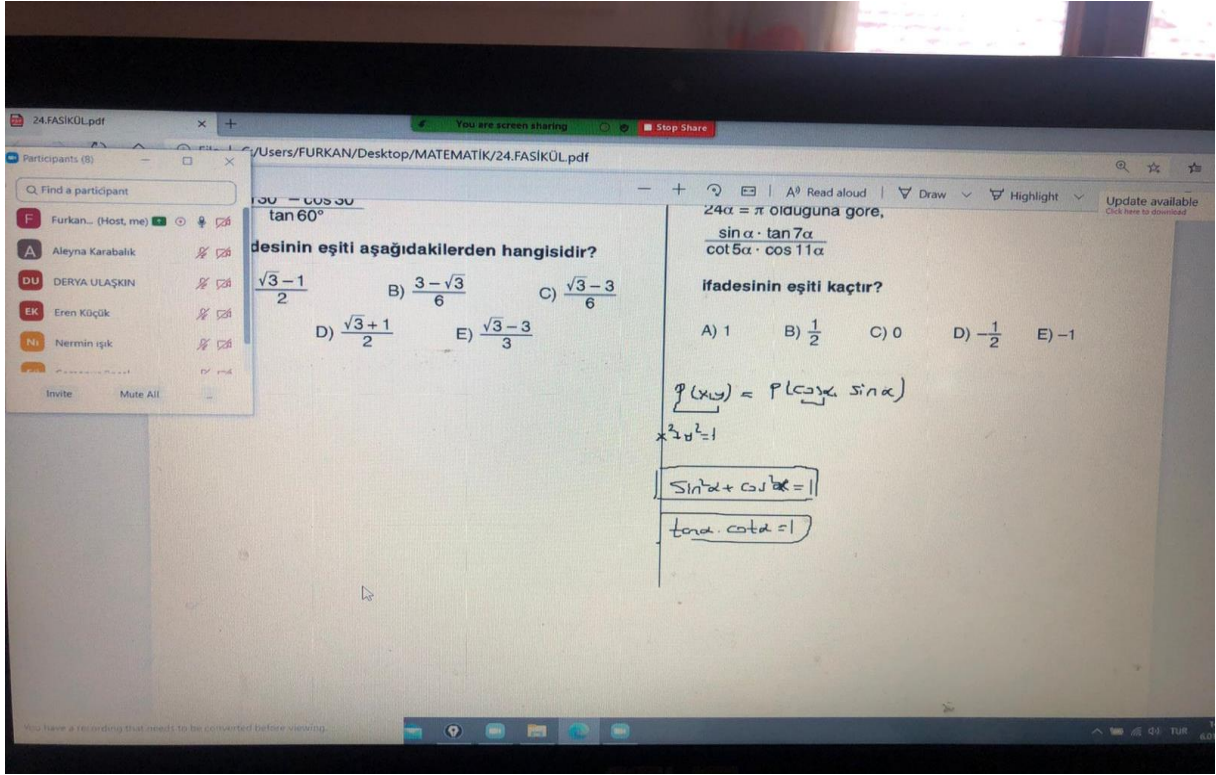 24.FASİKÜL.pdf
You are screen sharing
Stop Share
Participants (8)
/Users/FURKAN/Desktop/MATEMATİK/24.FASİKÜL.pdf
Find a participant
Read aloud
Draw
Highlight
Update available
Click here to download
F Furkan... (Host, me)
A Aleyna Karabalık
DU DERYA ULAŞKIN
EK Eren Küçük
Nermin ışık
Invite
Mute All
tan 60°
desinin eşiti aşağıdakilerden hangisidir?
√3 − 1 / 2
B) 3 − √3 / 6
C) √3 − 3 / 6
D) √3 + 1 / 2
E) √3 − 3 / 3
24α = π olduğuna göre,
sin α · tan 7α
cot 5α · cos 11α
ifadesinin eşiti kaçtır?
A) 1
B) 1/2
C) 0
D) −1/2
E) −1
P(x,y) = P(cosα, sinα)
x²+y²=1
sin²α + cos²α = 1
tanα . cotα = 1
You have a recording that needs to be converted before viewing.
TUR